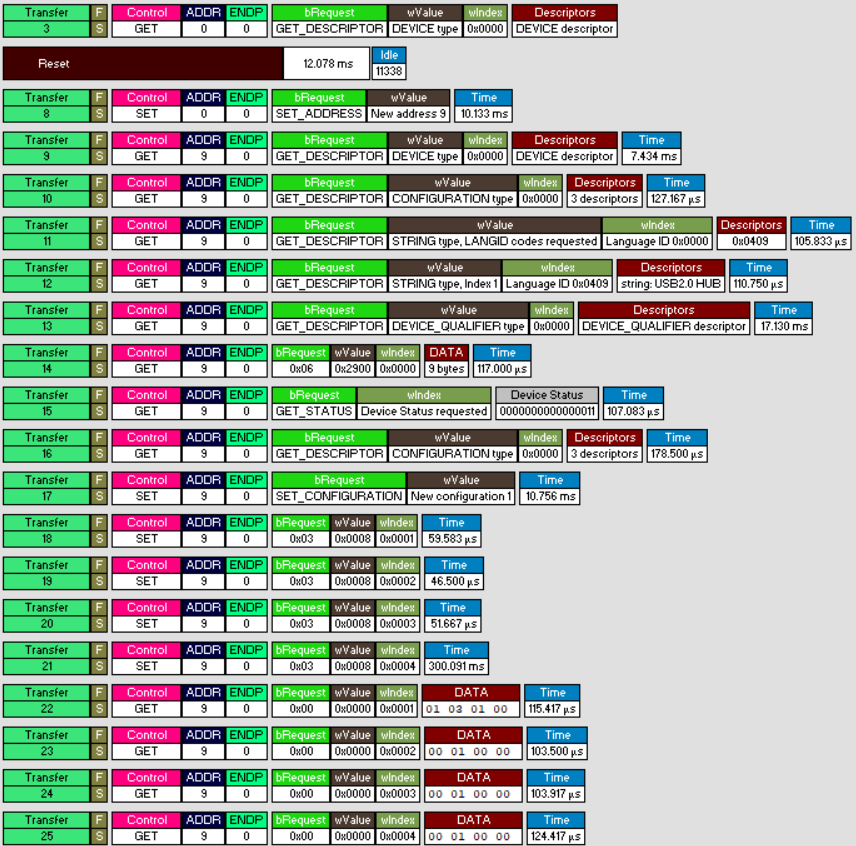 Transfer F Control ADDR ENDP bRequest wValue wIndex Descriptors
3 S GET 0 0 GET_DESCRIPTOR DEVICE type 0x0000 DEVICE descriptor
Reset 12.078 ms Idle 11338
Transfer F Control ADDR ENDP bRequest wValue Time
8 S SET 0 0 SET_ADDRESS New address 9 10.133 ms
Transfer F Control ADDR ENDP bRequest wValue wIndex Descriptors Time
9 S GET 9 0 GET_DESCRIPTOR DEVICE type 0x0000 DEVICE descriptor 7.434 ms
Transfer F Control ADDR ENDP bRequest wValue wIndex Descriptors Time
10 S GET 9 0 GET_DESCRIPTOR CONFIGURATION type 0x0000 3 descriptors 127.167 µs
Transfer F Control ADDR ENDP bRequest wValue wIndex Descriptors Time
11 S GET 9 0 GET_DESCRIPTOR STRING type, LANGID codes requested Language ID 0x0000 0x0409 105.833 µs
Transfer F Control ADDR ENDP bRequest wValue wIndex Descriptors Time
12 S GET 9 0 GET_DESCRIPTOR STRING type, Index 1 Language ID 0x0409 string: USB2.0 HUB 110.750 µs
Transfer F Control ADDR ENDP bRequest wValue wIndex Descriptors Time
13 S GET 9 0 GET_DESCRIPTOR DEVICE_QUALIFIER type 0x0000 DEVICE_QUALIFIER descriptor 17.130 ms
Transfer F Control ADDR ENDP bRequest wValue wIndex DATA Time
14 S GET 9 0 0x06 0x2900 0x0000 9 bytes 117.000 µs
Transfer F Control ADDR ENDP bRequest wIndex Device Status Time
15 S GET 9 0 GET_STATUS Device Status requested 0000000000000011 107.083 µs
Transfer F Control ADDR ENDP bRequest wValue wIndex Descriptors Time
16 S GET 9 0 GET_DESCRIPTOR CONFIGURATION type 0x0000 3 descriptors 178.500 µs
Transfer F Control ADDR ENDP bRequest wValue Time
17 S SET 9 0 SET_CONFIGURATION New configuration 1 10.756 ms
Transfer F Control ADDR ENDP bRequest wValue wIndex Time
18 S SET 9 0 0x03 0x0008 0x0001 59.583 µs
Transfer F Control ADDR ENDP bRequest wValue wIndex Time
19 S SET 9 0 0x03 0x0008 0x0002 46.500 µs
Transfer F Control ADDR ENDP bRequest wValue wIndex Time
20 S SET 9 0 0x03 0x0008 0x0003 51.667 µs
Transfer F Control ADDR ENDP bRequest wValue wIndex Time
21 S SET 9 0 0x03 0x0008 0x0004 300.091 ms
Transfer F Control ADDR ENDP bRequest wValue wIndex DATA Time
22 S GET 9 0 0x00 0x0000 0x0001 01 03 01 00 115.417 µs
Transfer F Control ADDR ENDP bRequest wValue wIndex DATA Time
23 S GET 9 0 0x00 0x0000 0x0002 00 01 00 00 103.500 µs
Transfer F Control ADDR ENDP bRequest wValue wIndex DATA Time
24 S GET 9 0 0x00 0x0000 0x0003 00 01 00 00 103.917 µs
Transfer F Control ADDR ENDP bRequest wValue wIndex DATA Time
25 S GET 9 0 0x00 0x0000 0x0004 00 01 00 00 124.417 µs